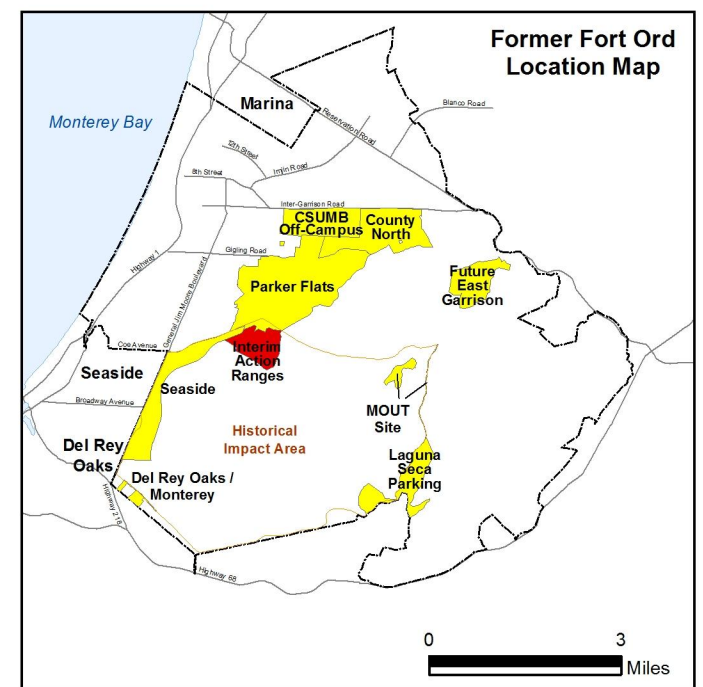 Former Fort Ord
Location Map
Marina
Monterey Bay
Blanco Road
Reservation Road
12th Street
Imjin Road
8th Street
Inter-Garrison Road
CSUMB
Off-Campus
County
North
Gigling Road
Highway 1
General Jim Moore Boulevard
Parker Flats
Future
East
Garrison
Coe Avenue
Interim
Action
Ranges
Seaside
Seaside
Broadway Avenue
MOUT
Site
Historical
Impact Area
Del Rey
Oaks
Laguna
Seca
Parking
Del Rey Oaks /
Monterey
Highway 218
Highway 68
0 3
Miles